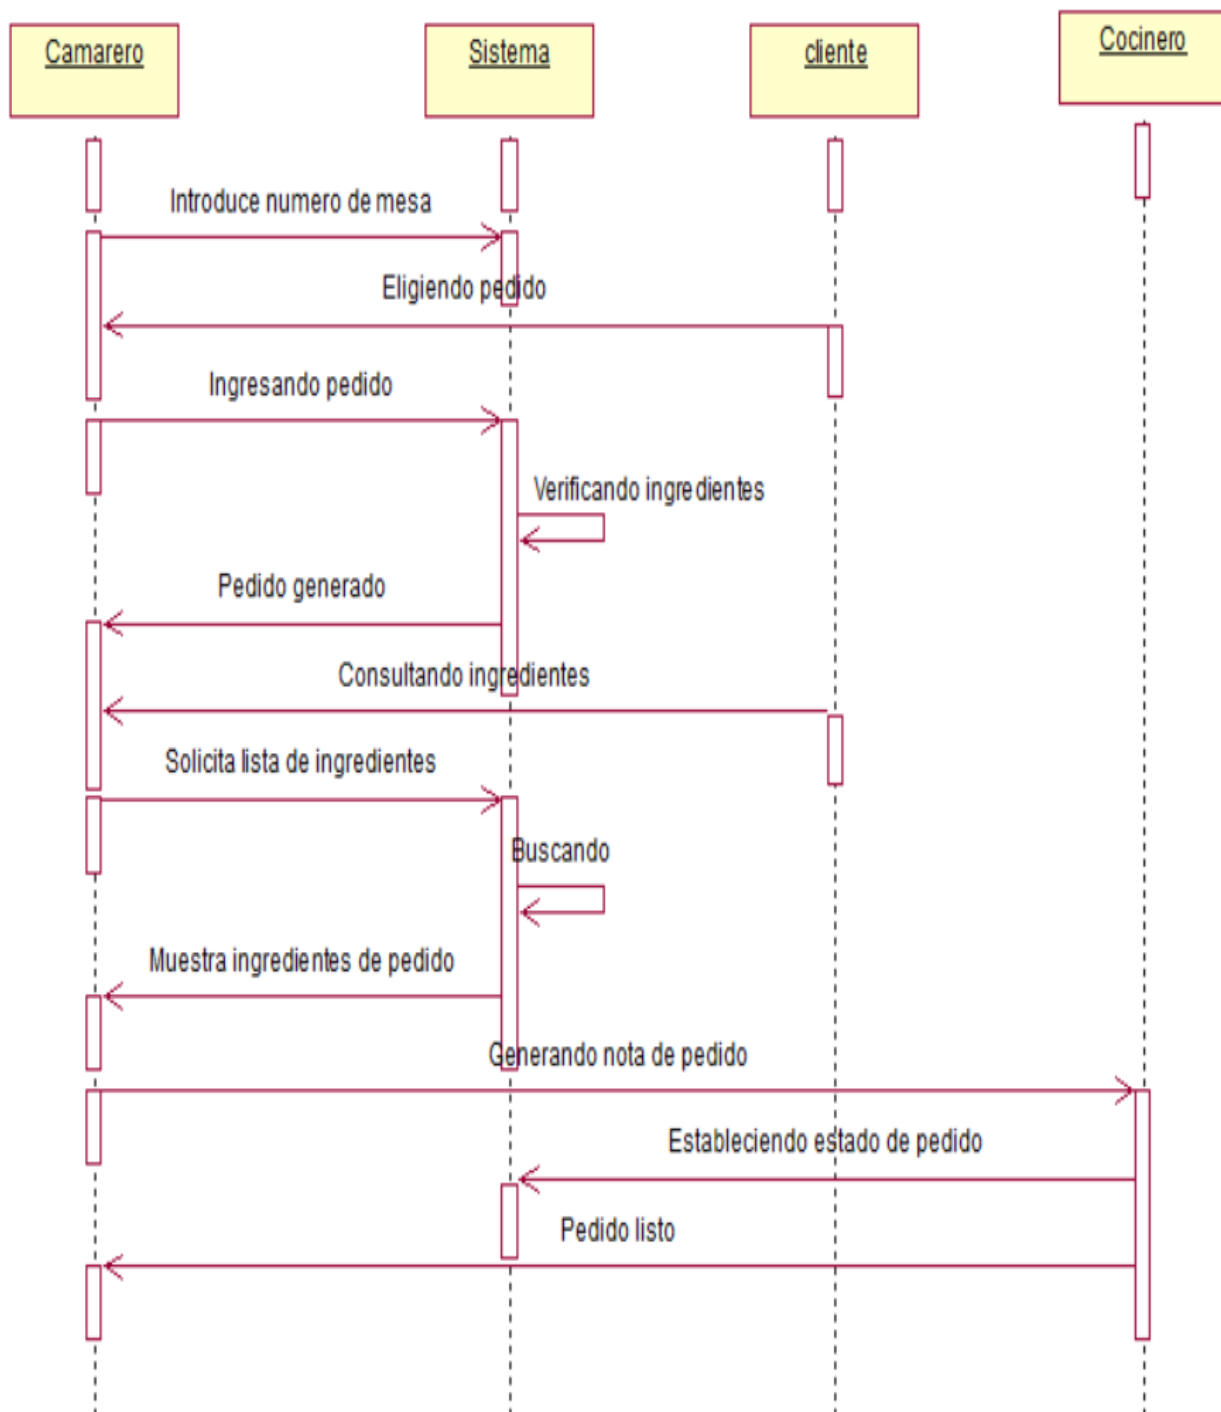 Camarero
Sistema
cliente
Cocinero
Introduce numero de mesa
Eligiendo pedido
Ingresando pedido
Verificando ingredientes
Pedido generado
Consultando ingredientes
Solicita lista de ingredientes
Buscando
Muestra ingredientes de pedido
Generando nota de pedido
Estableciendo estado de pedido
Pedido listo